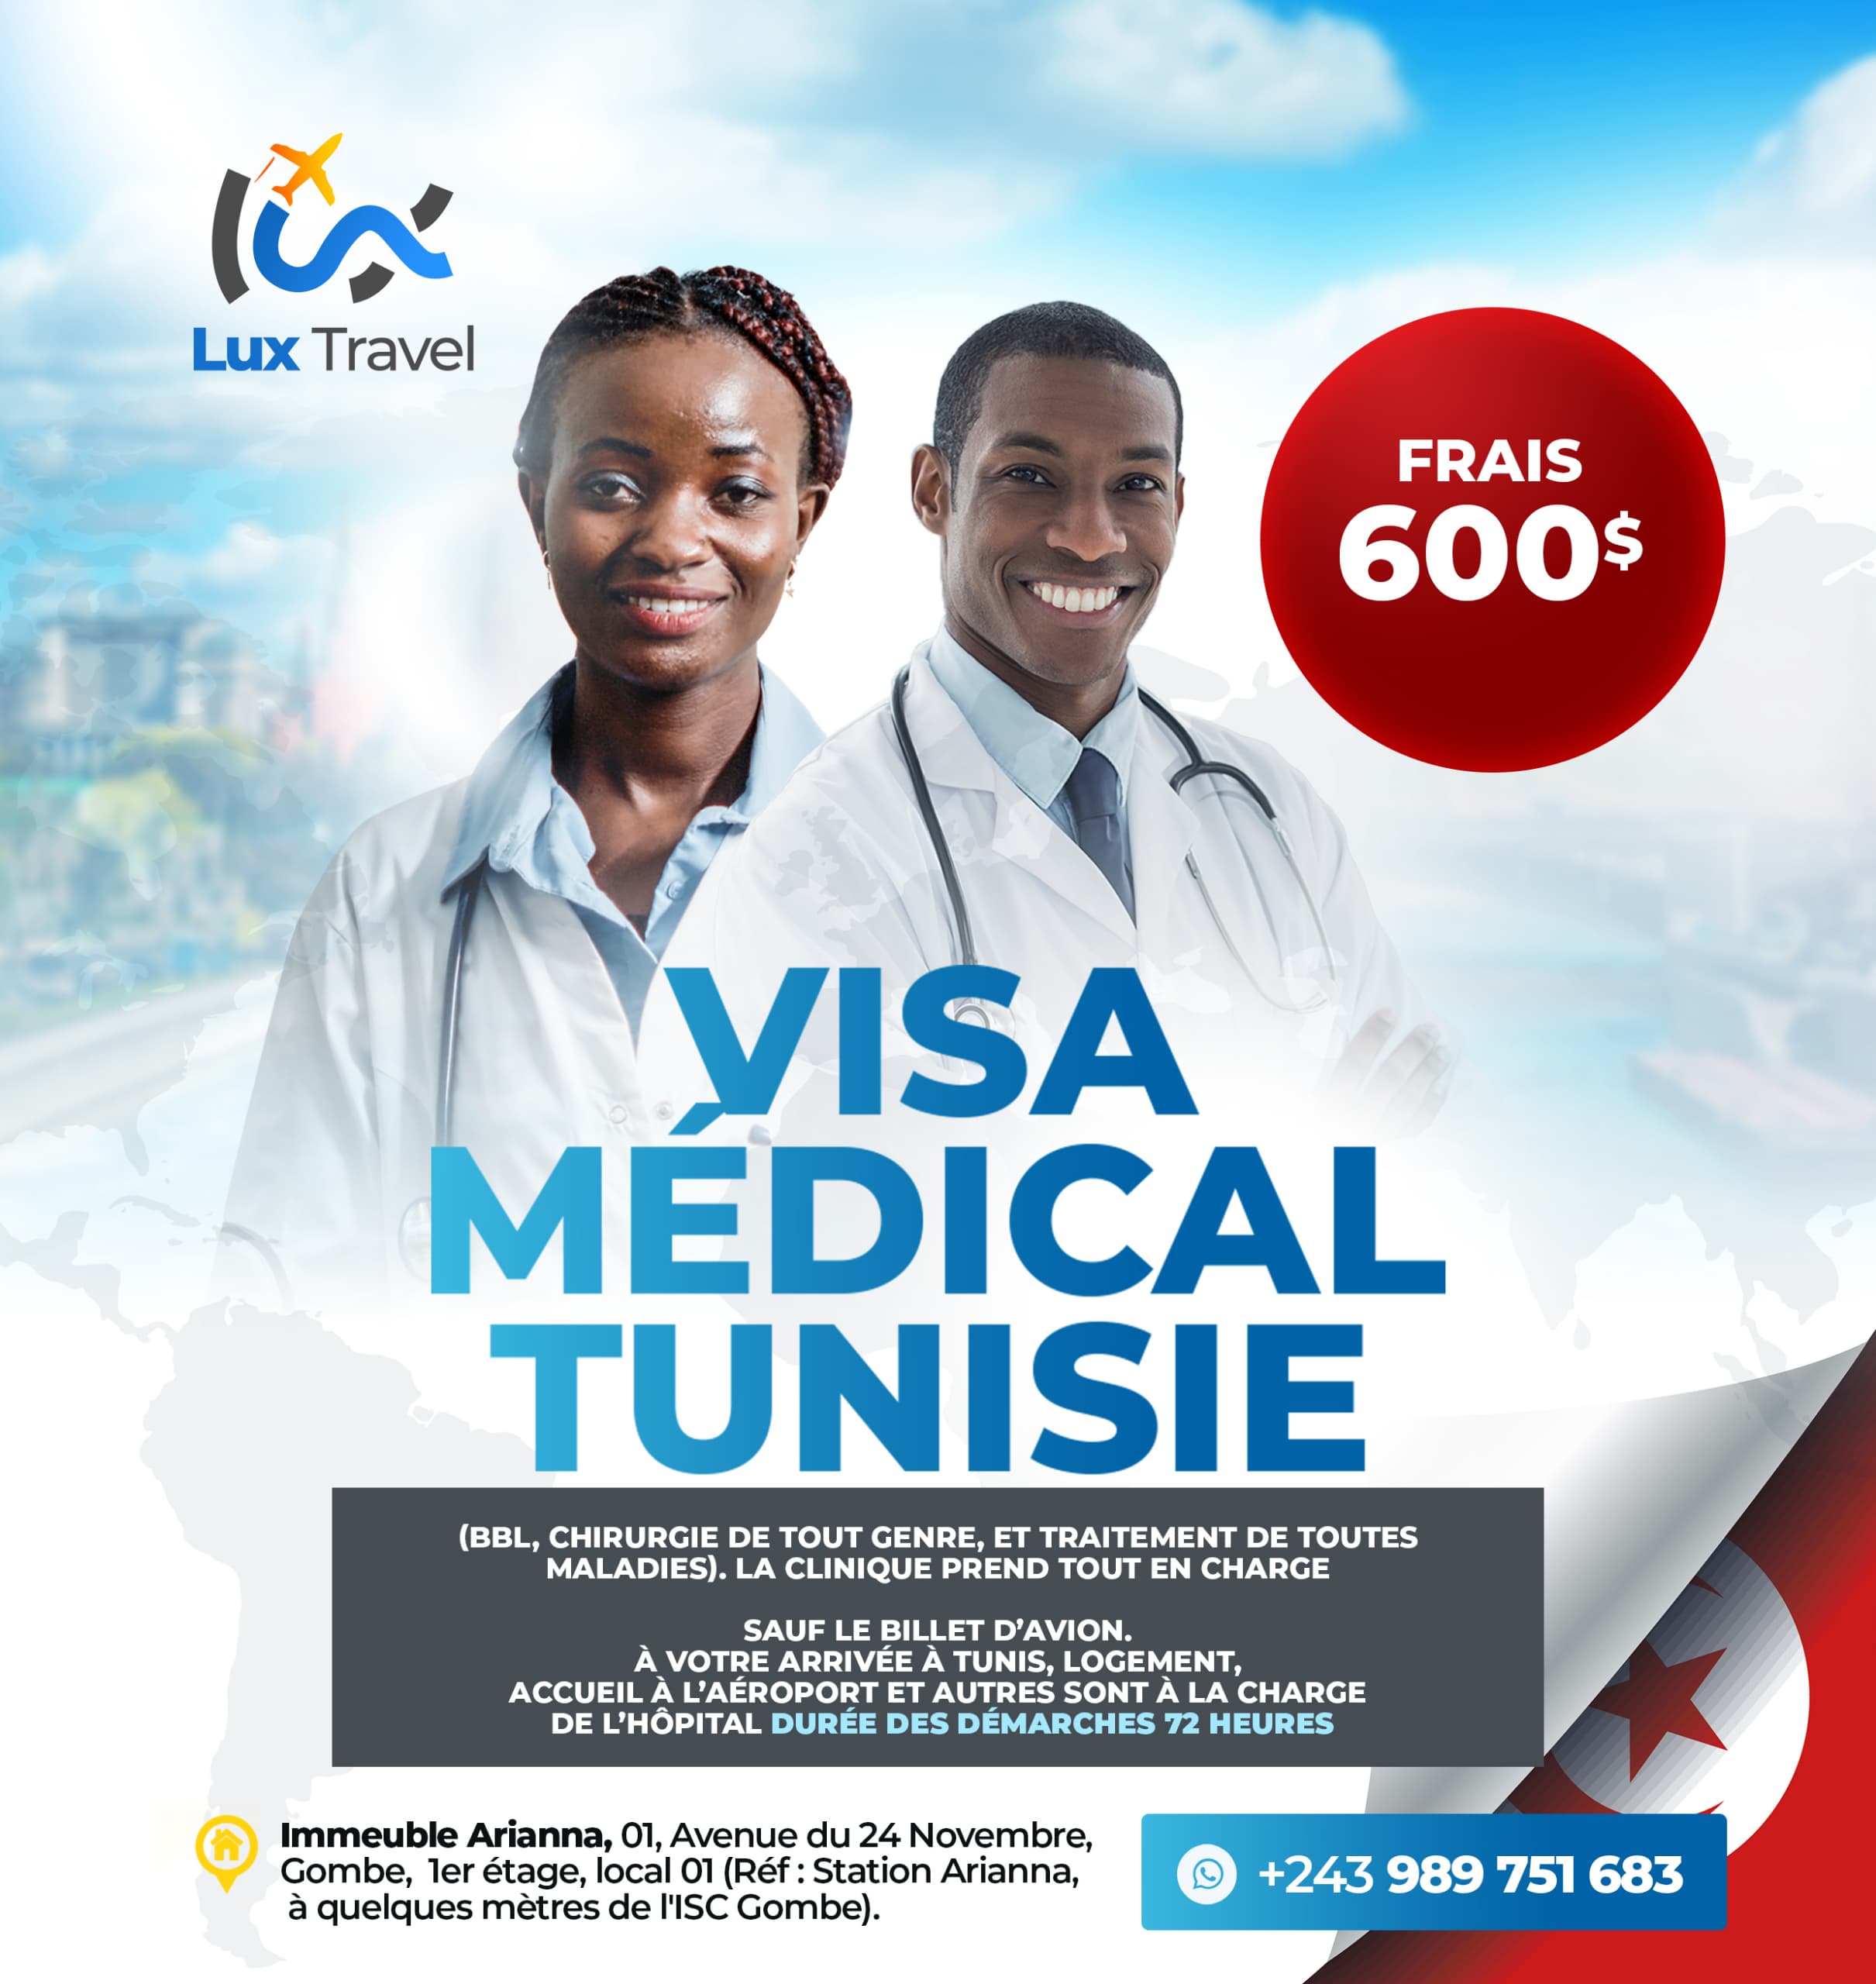 Lux Travel
FRAIS
600$
VISA
MÉDICAL
TUNISIE
(BBL, CHIRURGIE DE TOUT GENRE, ET TRAITEMENT DE TOUTES
MALADIES). LA CLINIQUE PREND TOUT EN CHARGE
SAUF LE BILLET D'AVION.
À VOTRE ARRIVÉE À TUNIS, LOGEMENT,
ACCUEIL À L'AÉROPORT ET AUTRES SONT À LA CHARGE
DE L'HÔPITAL DURÉE DES DÉMARCHES 72 HEURES
Immeuble Arianna, 01, Avenue du 24 Novembre,
Gombe, 1er étage, local 01 (Réf : Station Arianna,
à quelques mètres de l'ISC Gombe).
+243 989 751 683